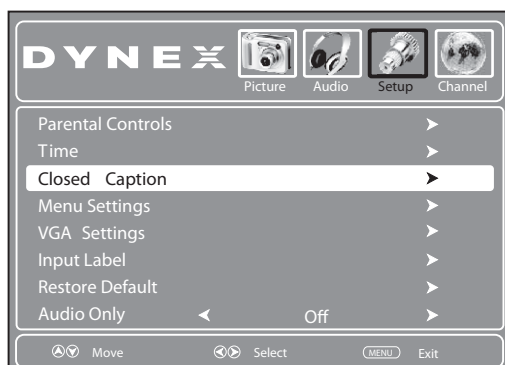 DYNEX
Picture Audio Setup Channel
Parental Controls
Time
Closed Caption
Menu Settings
VGA Settings
Input Label
Restore Default
Audio Only Off
Move Select MENU Exit